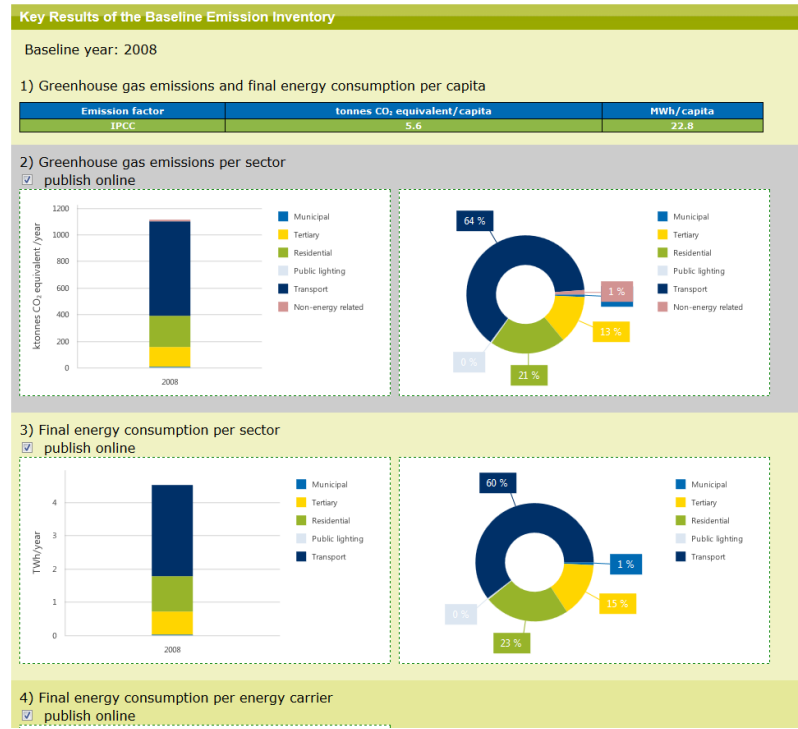 Key Results of the Baseline Emission Inventory
Baseline year: 2008
1) Greenhouse gas emissions and final energy consumption per capita
Emission factor tonnes CO₂ equivalent/capita MWh/capita
IPCC 5.6 22.8
2) Greenhouse gas emissions per sector
publish online
ktonnes CO₂ equivalent /year
1200
1000
800
600
400
200
0
2008
Municipal
Tertiary
Residential
Public lighting
Transport
Non-energy related
64 %
1 %
13 %
21 %
0 %
Municipal
Tertiary
Residential
Public lighting
Transport
Non-energy related
3) Final energy consumption per sector
publish online
TWh/year
4
3
2
1
0
2008
Municipal
Tertiary
Residential
Public lighting
Transport
60 %
1 %
15 %
23 %
0 %
Municipal
Tertiary
Residential
Public lighting
Transport
4) Final energy consumption per energy carrier
publish online